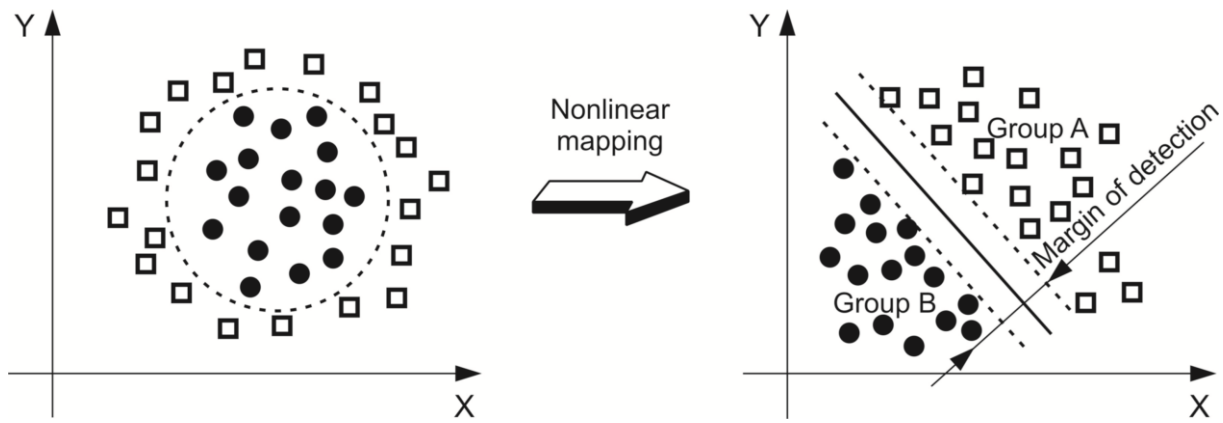 Y
X
Nonlinear
mapping
Y
Group A
Margin of detection
Group B
X